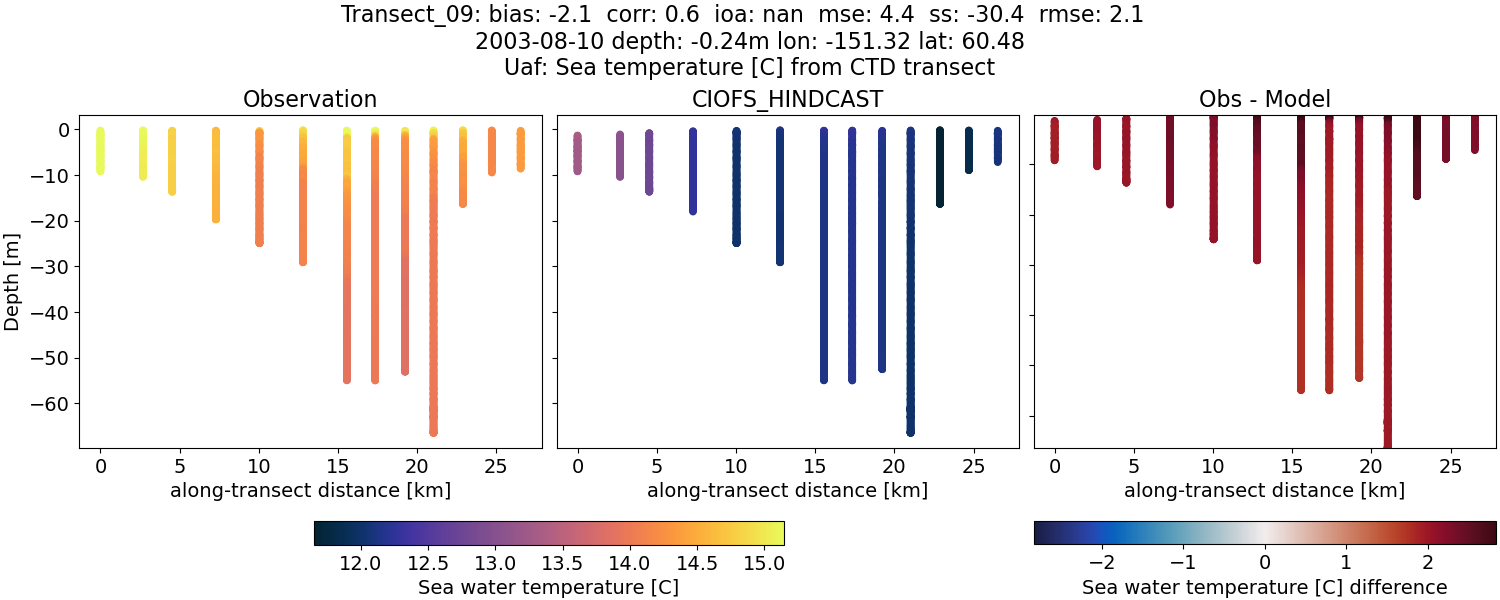 Transect_09: bias: -2.1  corr: 0.6  ioa: nan  mse: 4.4  ss: -30.4  rmse: 2.1
2003-08-10 depth: -0.24m lon: -151.32 lat: 60.48
Uaf: Sea temperature [C] from CTD transect
Observation
CIOFS_HINDCAST
Obs - Model
Depth [m]
0
−10
−20
−30
−40
−50
−60
0 5 10 15 20 25
0 5 10 15 20 25
0 5 10 15 20 25
along-transect distance [km]
along-transect distance [km]
along-transect distance [km]
12.0 12.5 13.0 13.5 14.0 14.5 15.0
Sea water temperature [C]
−2 −1 0 1 2
Sea water temperature [C] difference